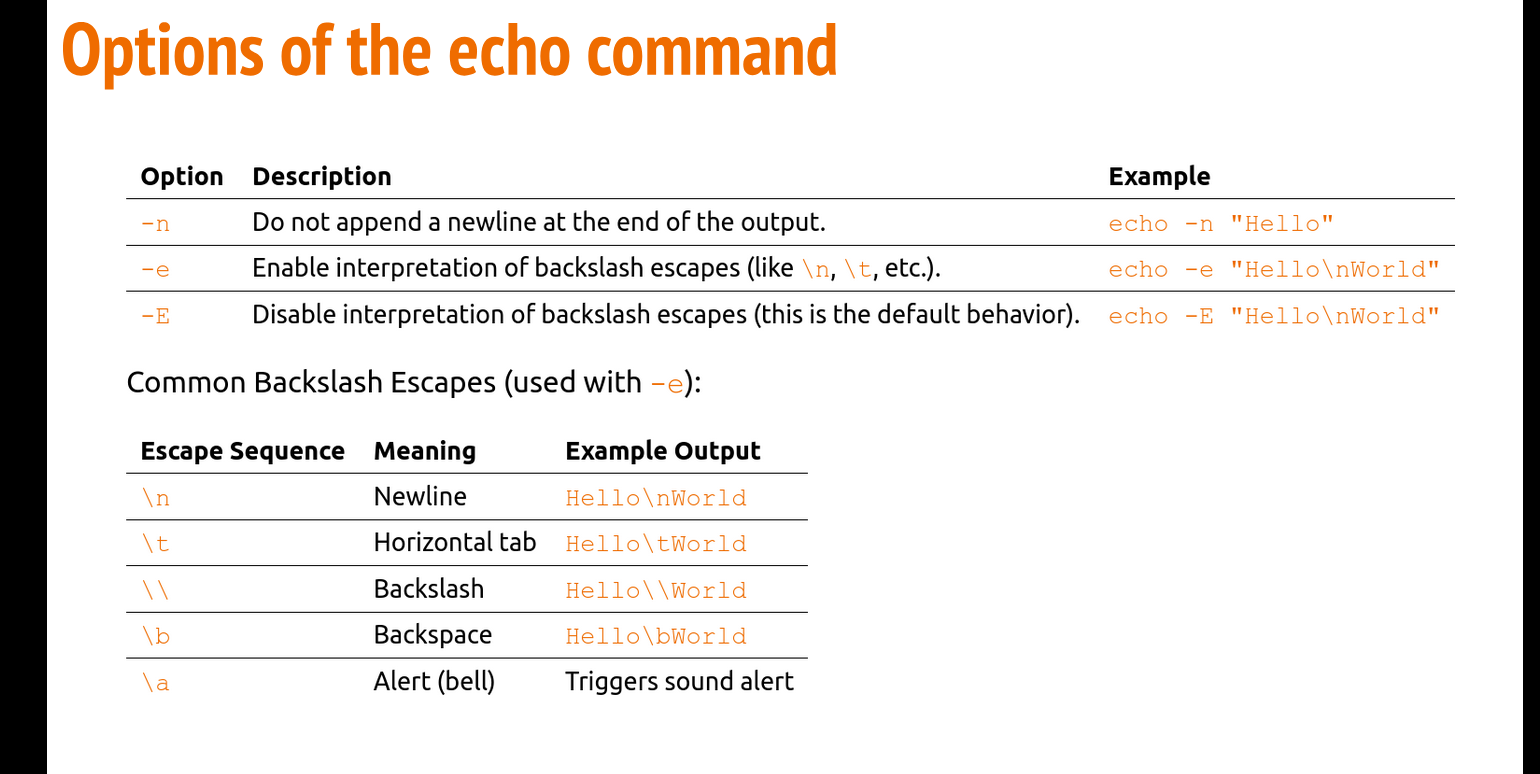 Options of the echo command
Option Description Example
-n Do not append a newline at the end of the output. echo -n "Hello"
-e Enable interpretation of backslash escapes (like \n, \t, etc.). echo -e "Hello\nWorld"
-E Disable interpretation of backslash escapes (this is the default behavior). echo -E "Hello\nWorld"
Common Backslash Escapes (used with -e):
Escape Sequence Meaning Example Output
\n Newline Hello\nWorld
\t Horizontal tab Hello\tWorld
\\ Backslash Hello\\World
\b Backspace Hello\bWorld
\a Alert (bell) Triggers sound alert